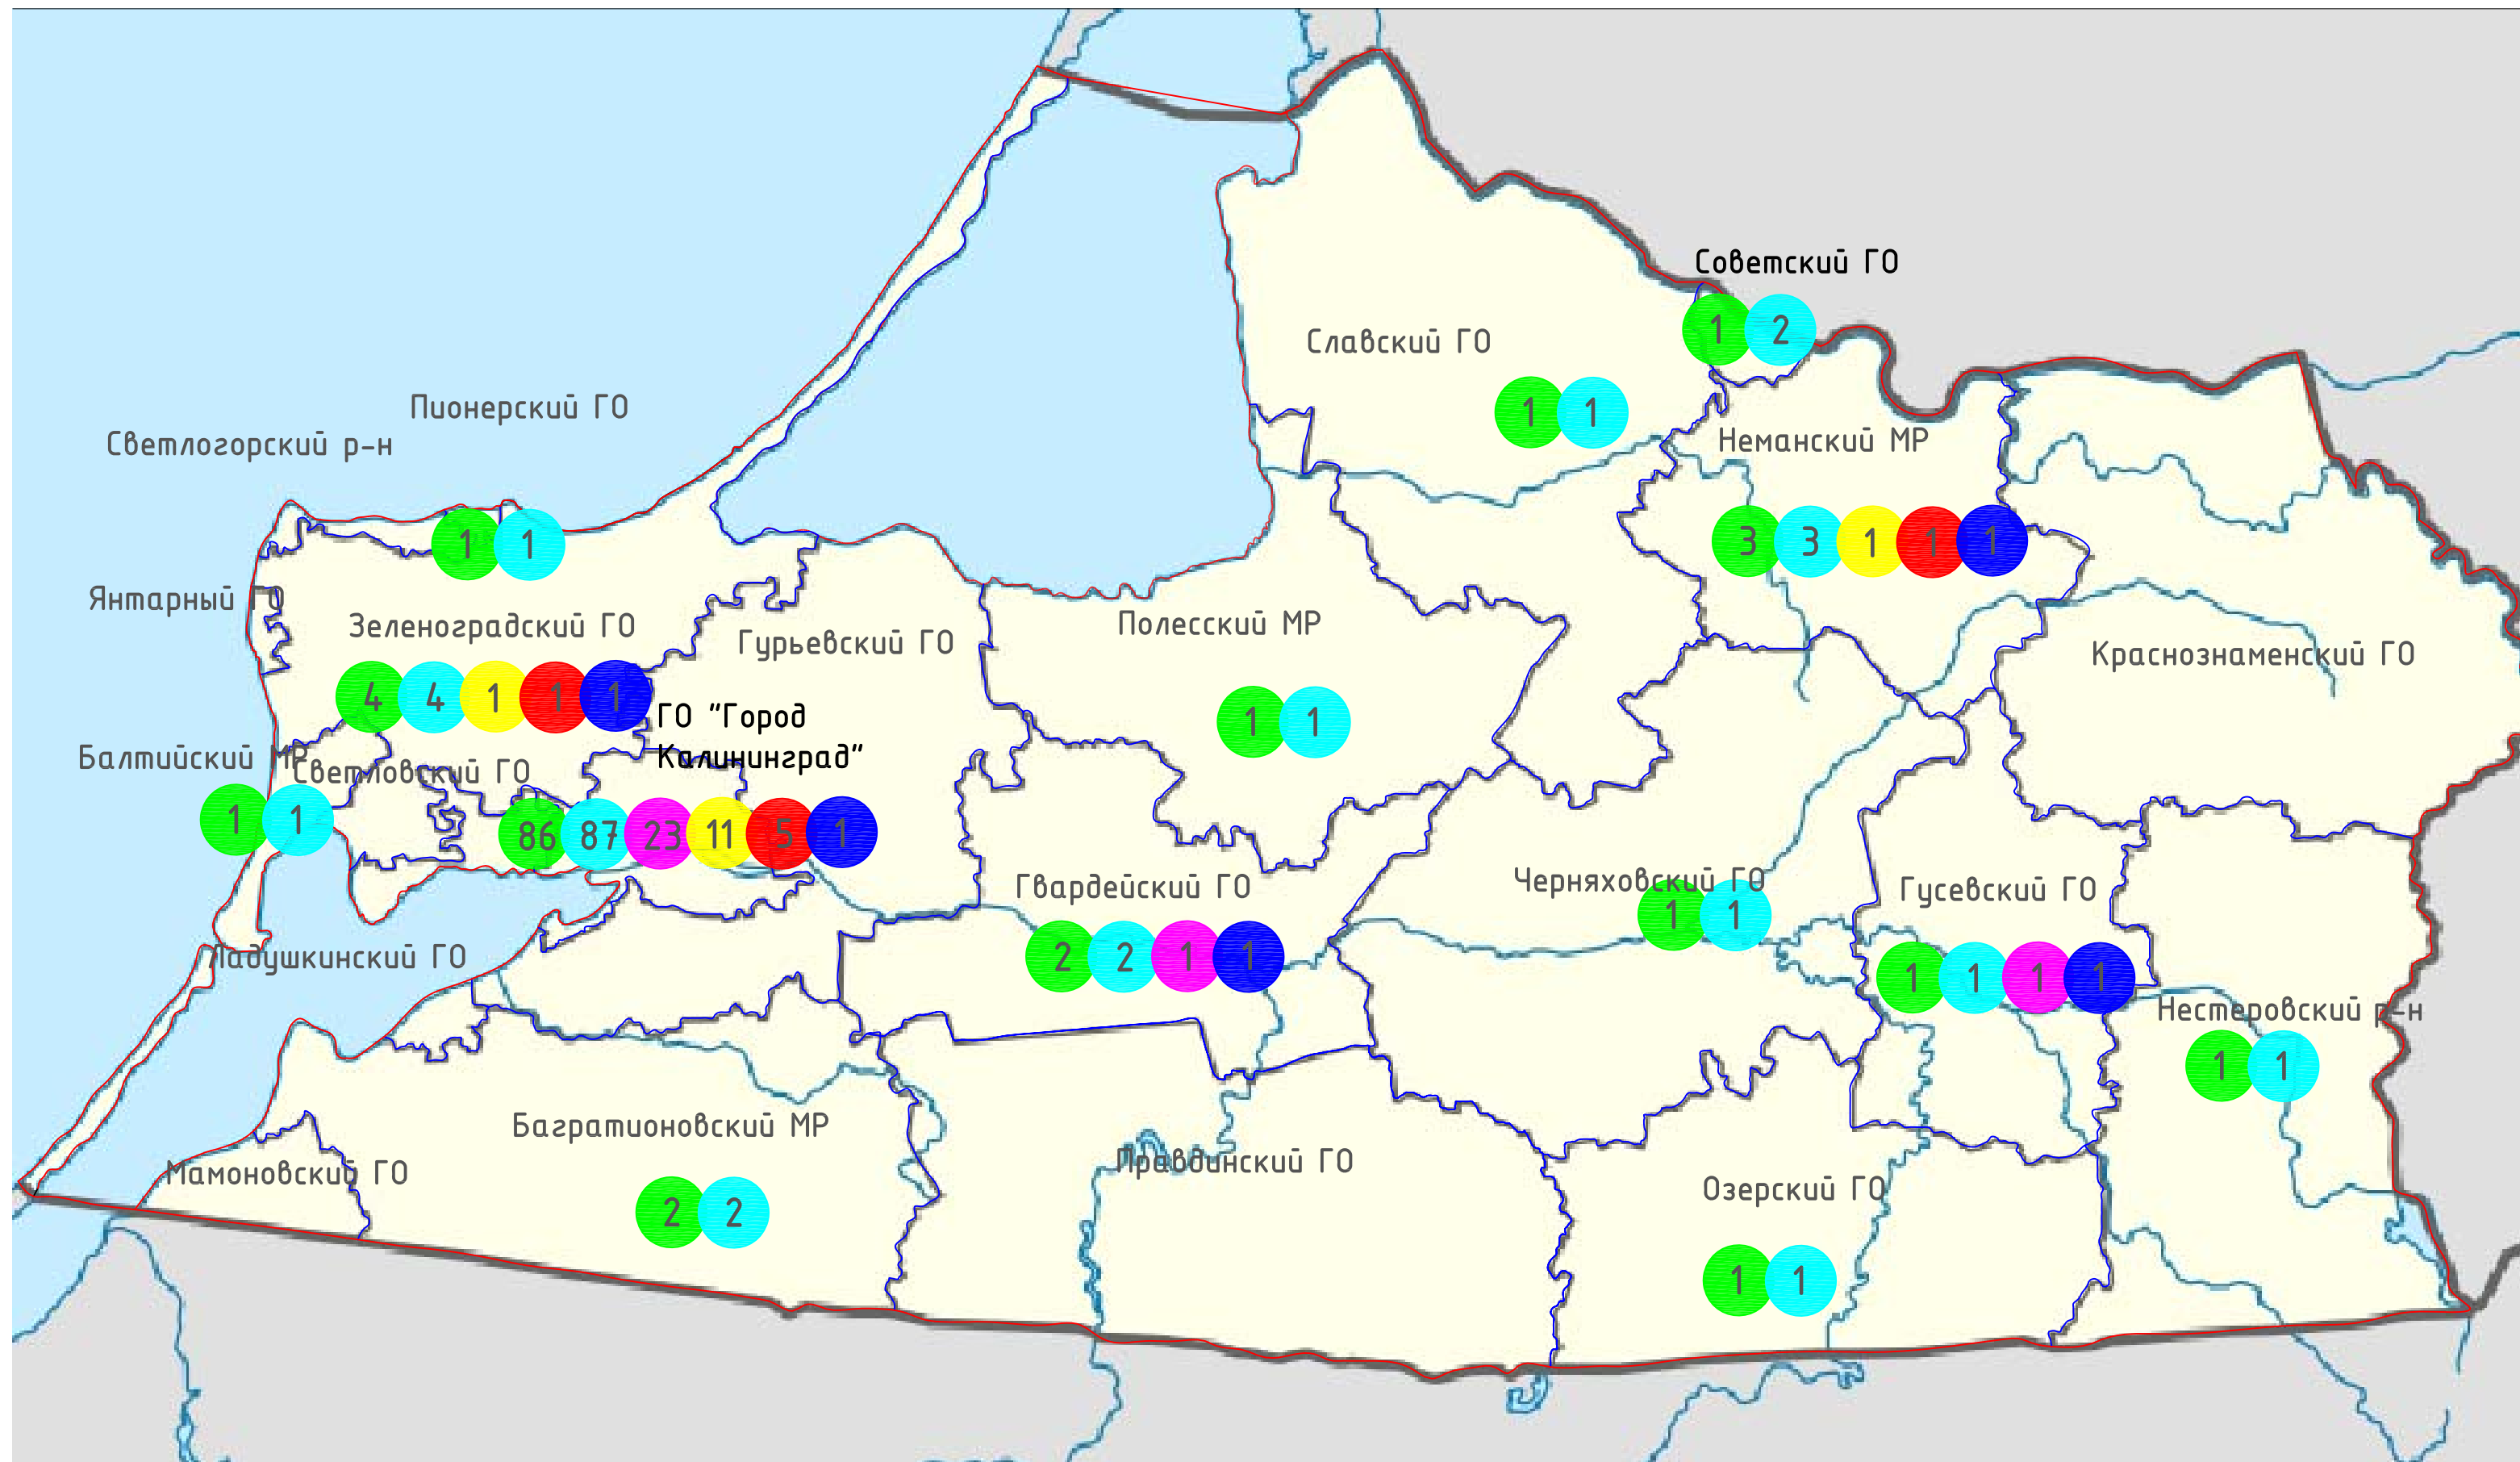 Советский ГО
1 2
Славский ГО
1 1
Пионерский ГО
Светлогорский р-н
Неманский МР
3 3 1 1 1
1 1
Янтарный ГО
Зеленоградский ГО
Гурьевский ГО
Полесский МР
Краснознаменский ГО
4 4 1 1 1
ГО "Город
Калининград"
1 1
Балтийский МР
Светловский ГО
1 1
86 87 23 11 5 1
Гвардейский ГО
Черняховский ГО
Гусевский ГО
1 1
Ладушкинский ГО
2 2 1 1
1 1 1 1
Нестеровский р-н
1 1
Багратионовский МР
Мамоновский ГО
Правдинский ГО
Озерский ГО
2 2
1 1